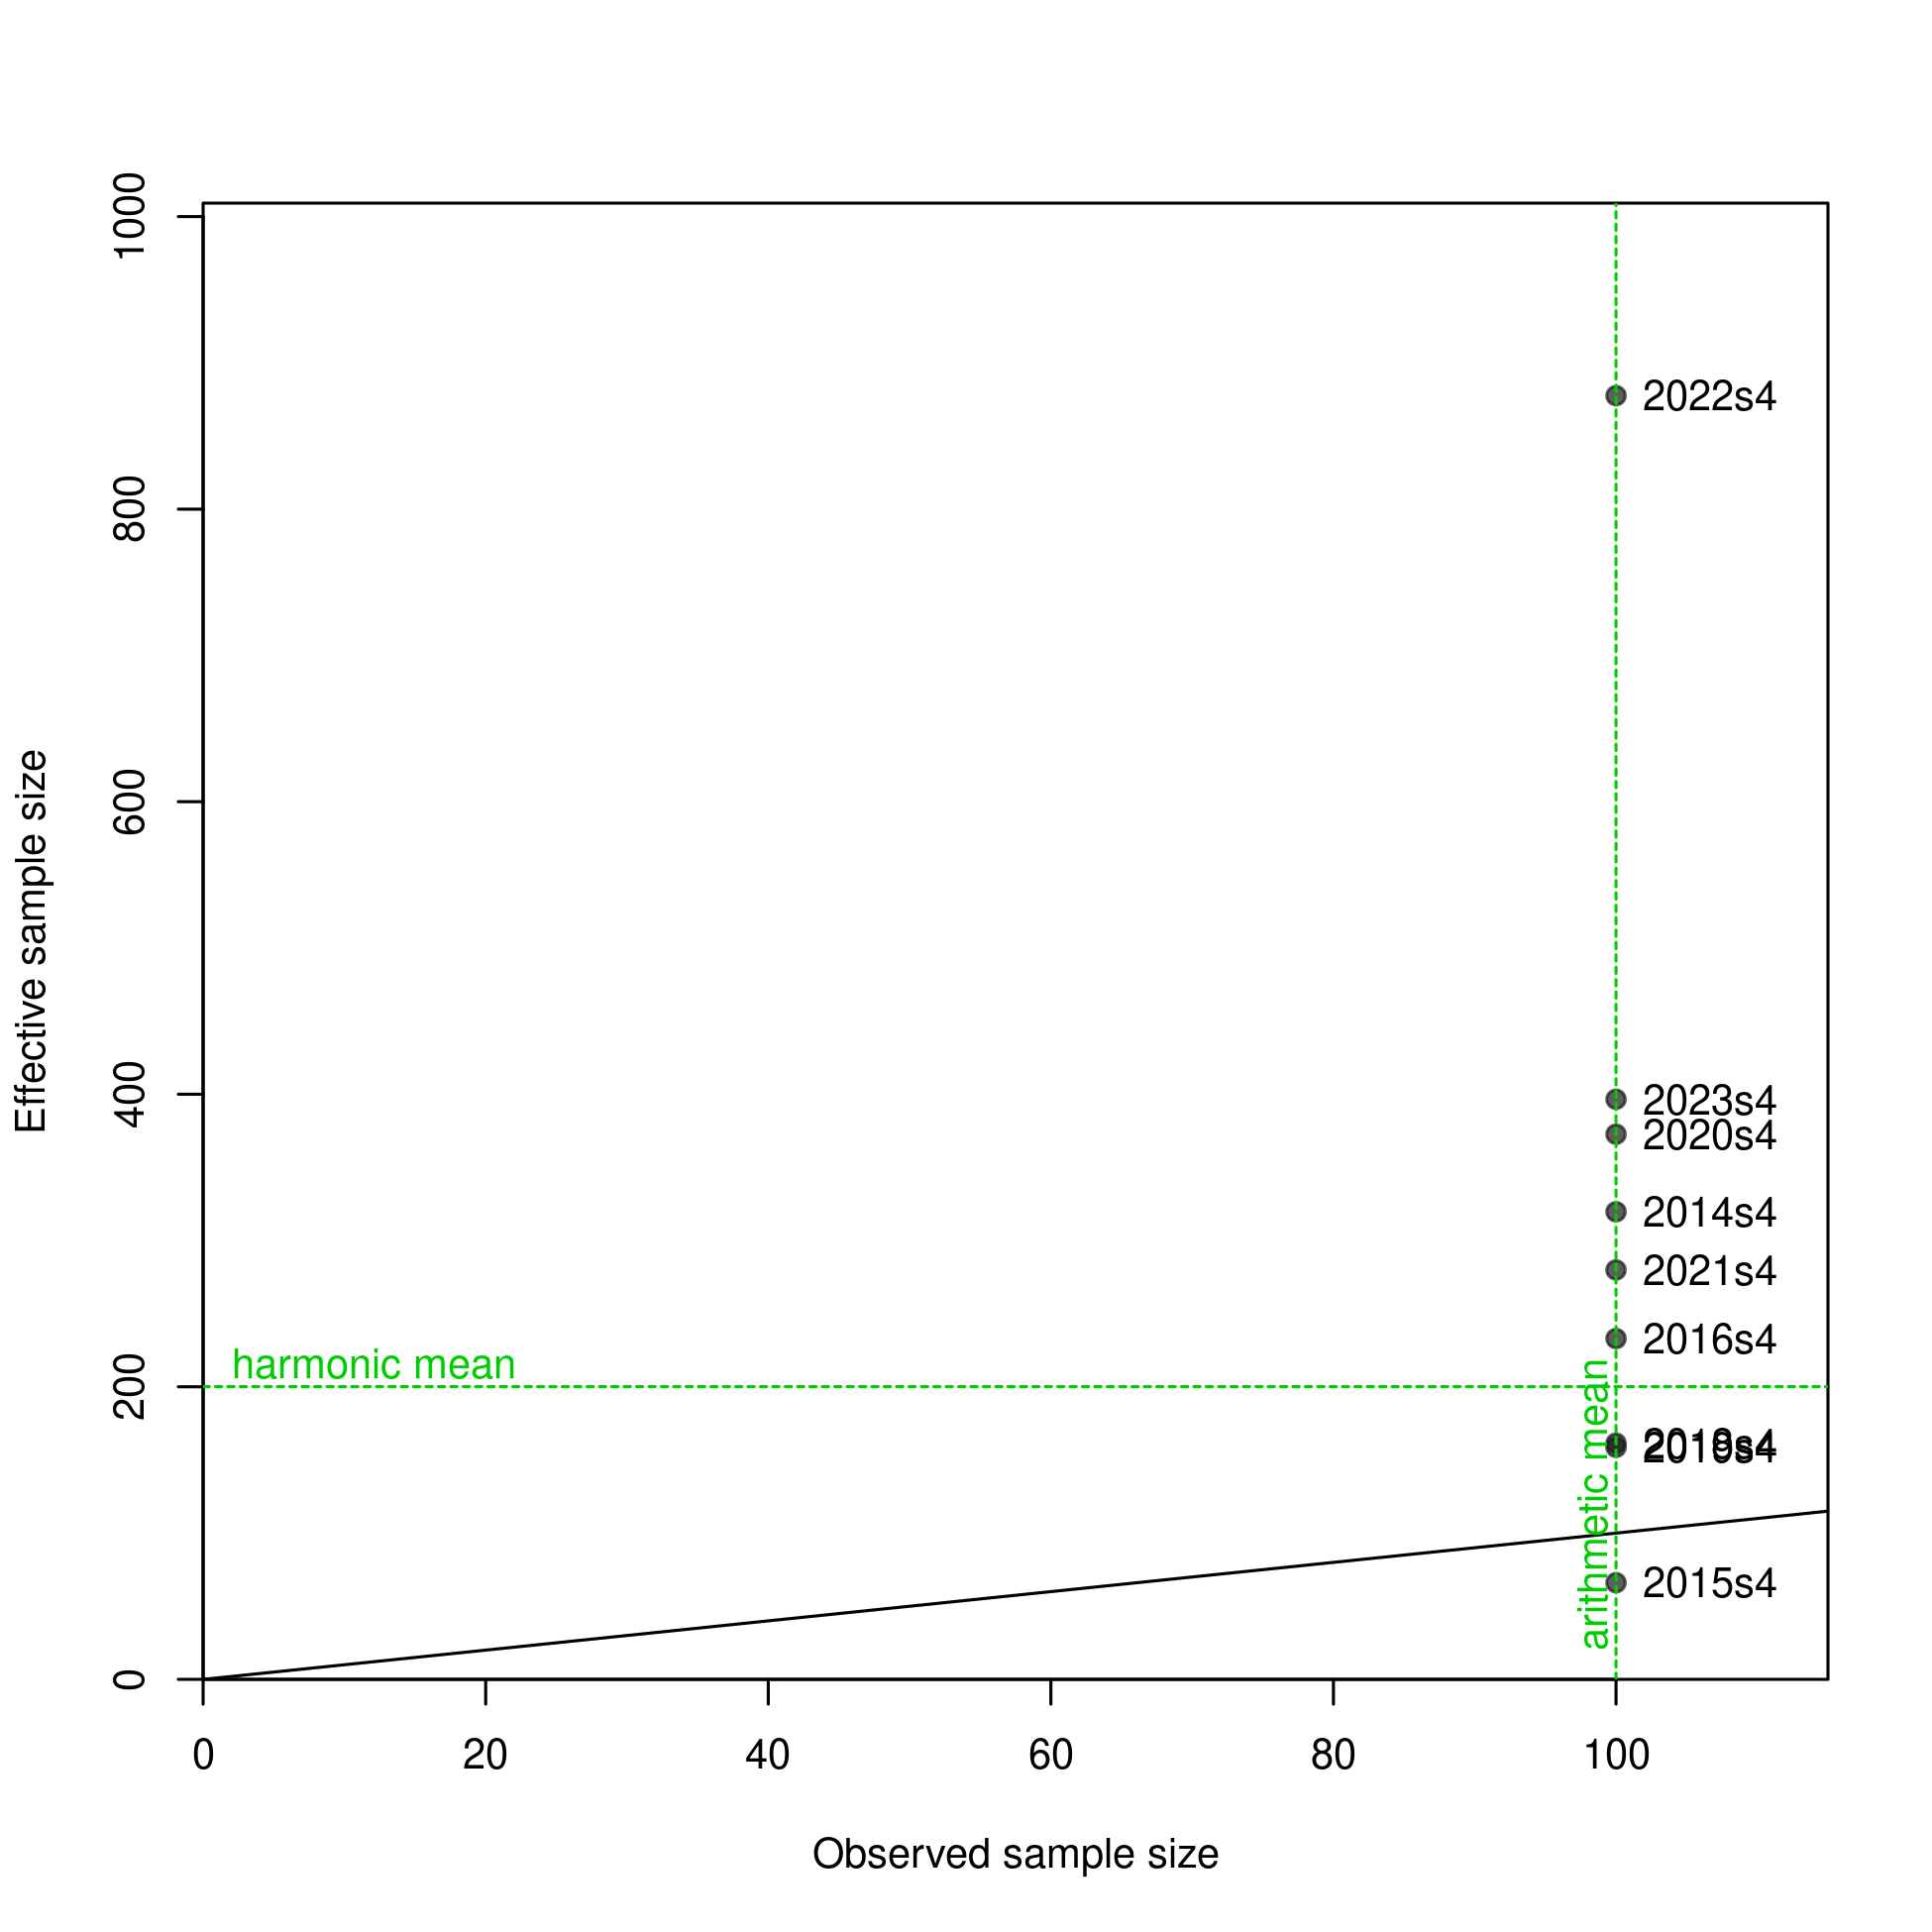 1000
800
600
400
200
0
Effective sample size
2022s4
2023s4
2020s4
2014s4
2021s4
2016s4
harmonic mean
arithmetic mean
2015s4
0 20 40 60 80 100
Observed sample size